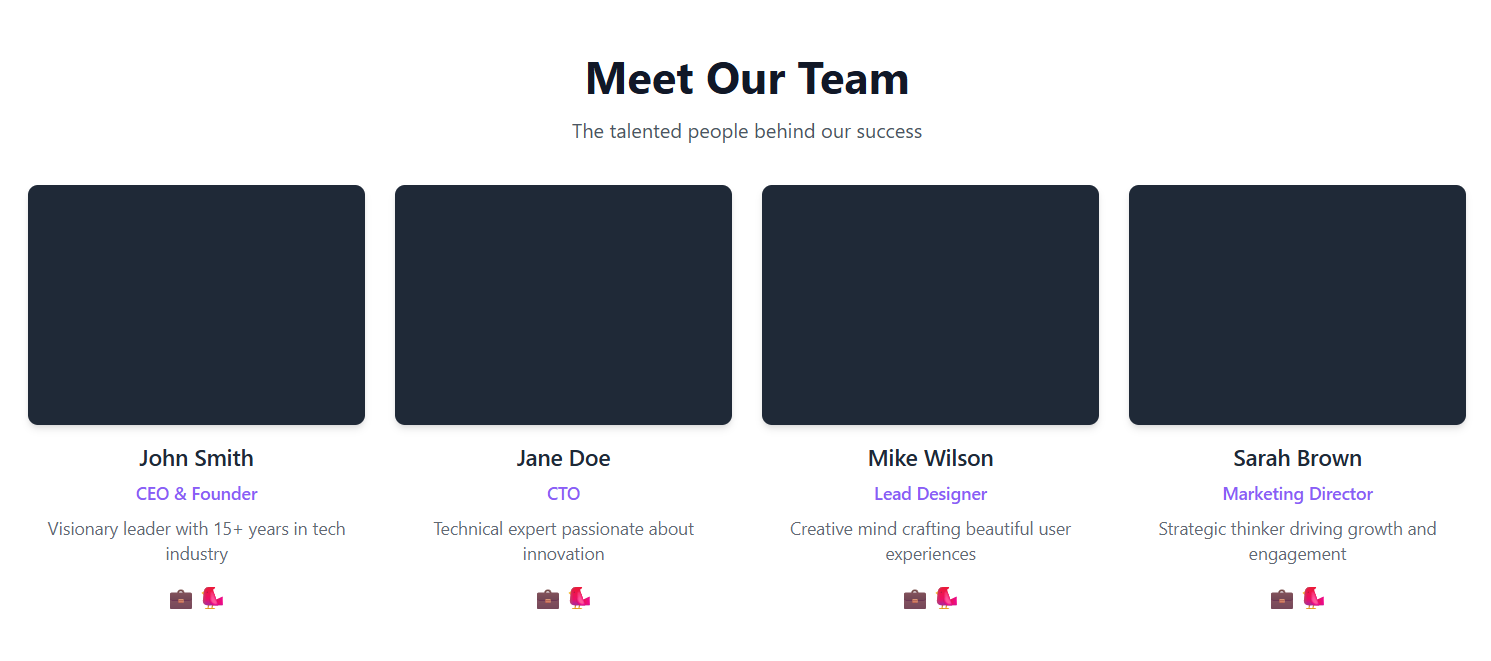 Meet Our Team
The talented people behind our success
John Smith
CEO & Founder
Visionary leader with 15+ years in tech
industry
Jane Doe
CTO
Technical expert passionate about
innovation
Mike Wilson
Lead Designer
Creative mind crafting beautiful user
experiences
Sarah Brown
Marketing Director
Strategic thinker driving growth and
engagement